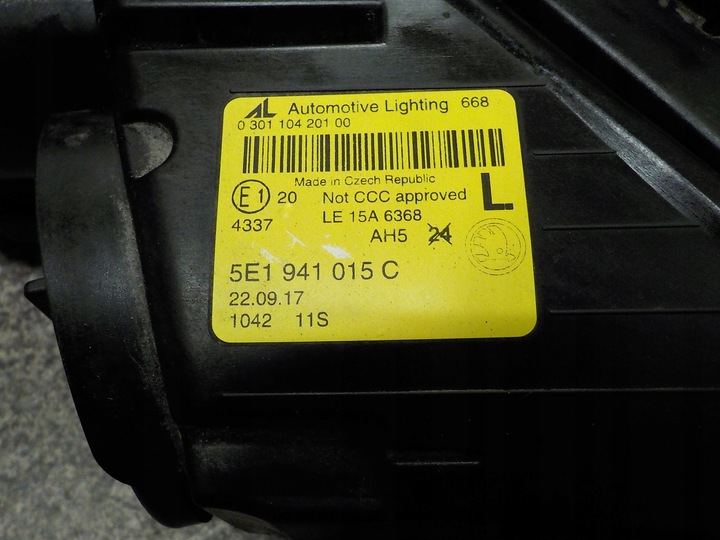 AL Automotive Lighting 668
0 301 104 201 00
Made in Czech Republic
E1 20 Not CCC approved L
4337 LE 15A 6368
AH5 24
5E1 941 015 C
22.09.17
1042 11S